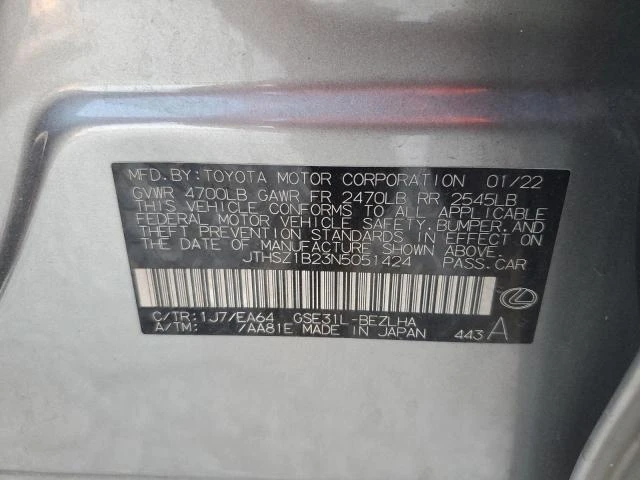 MFD.BY:TOYOTA MOTOR CORPORATION 01/22
GVWR 4700LB GAWR FR 2470LB RR 2545LB
THIS VEHICLE CONFORMS TO ALL APPLICABLE
FEDERAL MOTOR VEHICLE SAFETY,BUMPER,AND
THEFT PREVENTION STANDARDS IN EFFECT ON
THE DATE OF MANUFACTURE SHOWN ABOVE.
JTHSZ1B23N5051424 PASS.CAR
C/TR:1J7/EA64 GSE31L-BEZLHA
A/TM: /AA81E MADE IN JAPAN 443 A